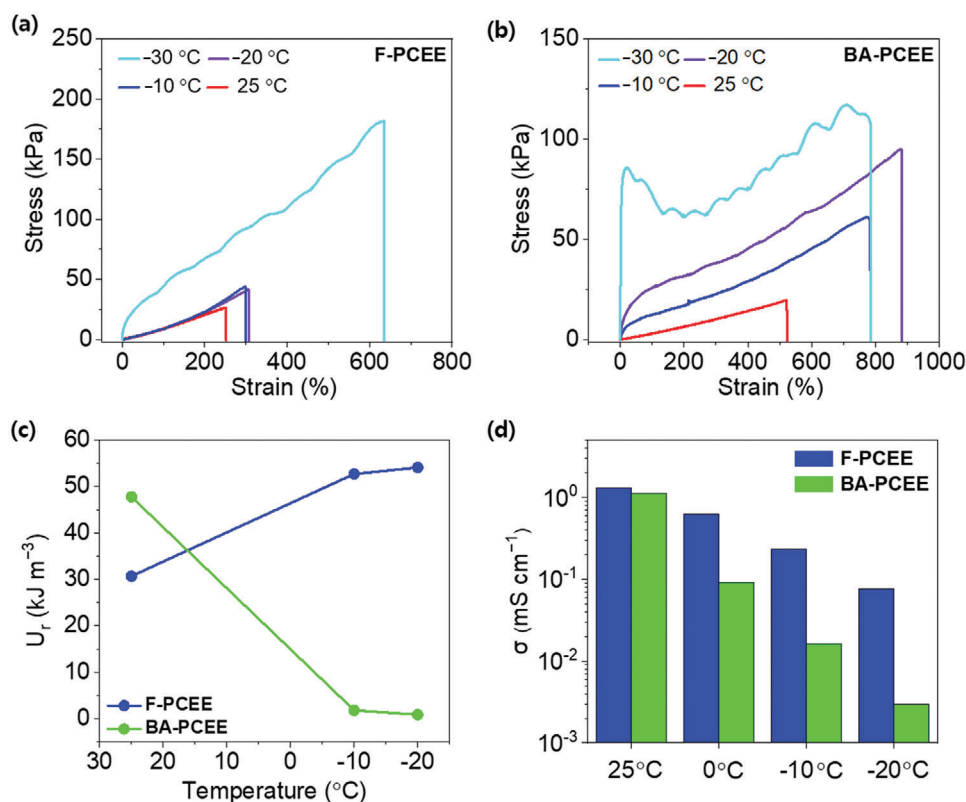 (a)
250
200
150
100
50
0
Stress (kPa)
−30 °C −20 °C
−10 °C 25 °C
F-PCEE
0 200 400 600 800
Strain (%)
(b)
150
100
50
0
Stress (kPa)
−30 °C −20 °C
−10 °C 25 °C
BA-PCEE
0 200 400 600 800 1000
Strain (%)
(c)
60
50
40
30
20
10
0
U_r (kJ m⁻³)
F-PCEE
BA-PCEE
30 20 10 0 -10 -20
Temperature (°C)
(d)
F-PCEE
BA-PCEE
10⁰
10⁻¹
10⁻²
10⁻³
σ (mS cm⁻¹)
25°C 0°C -10°C -20°C